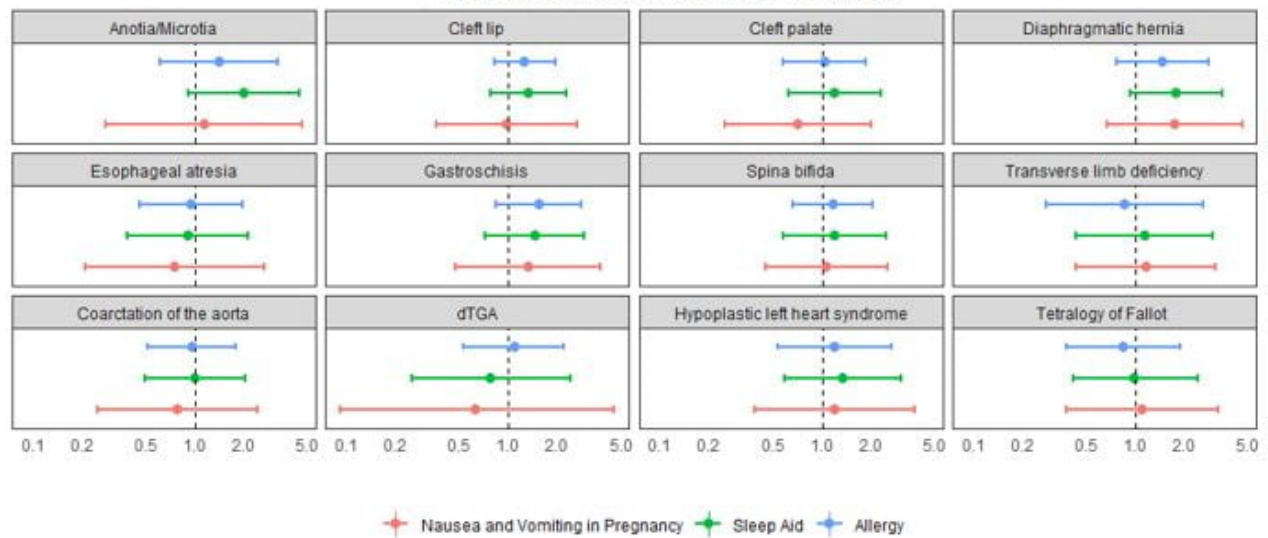 Anotia/Microtia Cleft lip Cleft palate Diaphragmatic hernia
Esophageal atresia Gastroschisis Spina bifida Transverse limb deficiency
Coarctation of the aorta dTGA Hypoplastic left heart syndrome Tetralogy of Fallot
0.1 0.2 0.5 1.0 2.0 5.0 0.1 0.2 0.5 1.0 2.0 5.0 0.1 0.2 0.5 1.0 2.0 5.0 0.1 0.2 0.5 1.0 2.0 5.0
Nausea and Vomiting in Pregnancy Sleep Aid Allergy